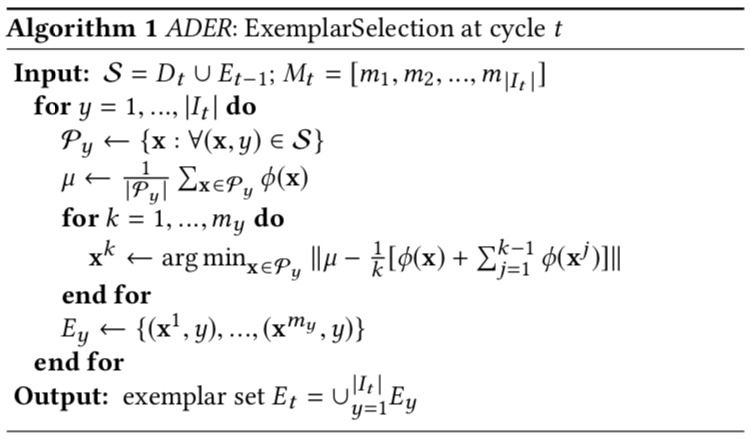 Algorithm 1 ADER: ExemplarSelection at cycle t
Input: 𝒮 = D_t ∪ E_{t−1}; M_t = [m_1, m_2, ..., m_{|I_t|}]
for y = 1, ..., |I_t| do
𝒫_y ← {x : ∀(x, y) ∈ 𝒮}
μ ← \frac{1}{|𝒫_y|} ∑_{x∈𝒫_y} ϕ(x)
for k = 1, ..., m_y do
x^k ← arg min_{x∈𝒫_y} ‖μ − \frac{1}{k}[ϕ(x) + ∑_{j=1}^{k−1} ϕ(x^j)]‖
end for
E_y ← {(x^1, y), ..., (x^{m_y}, y)}
end for
Output: exemplar set E_t = ∪_{y=1}^{|I_t|} E_y